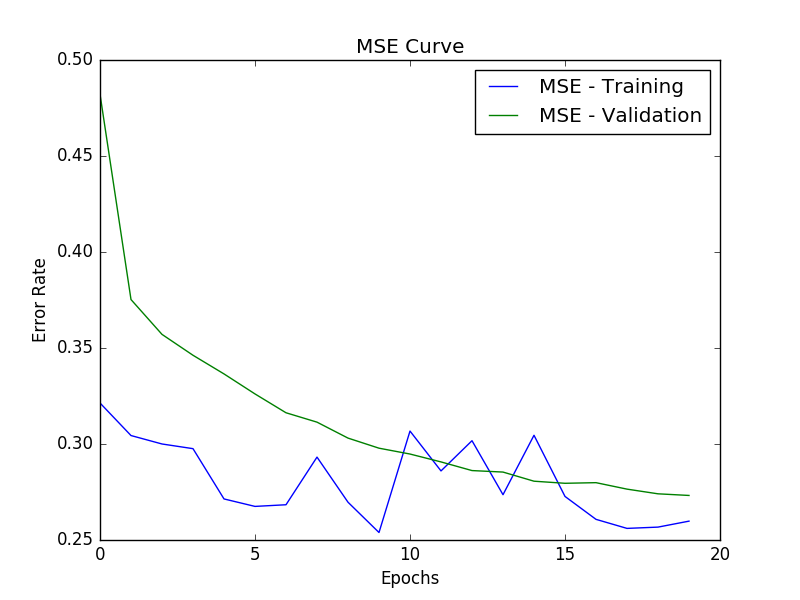 MSE Curve
MSE - Training
MSE - Validation
0.50
0.45
0.40
0.35
0.30
0.25
Error Rate
0 5 10 15 20
Epochs